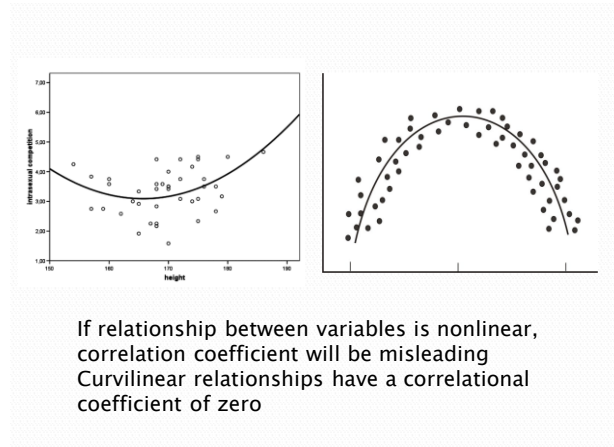 7,00
6,00
5,00
4,00
3,00
2,00
1,00
intrasexual competition
150 160 170 180 190
height
If relationship between variables is nonlinear,
correlation coefficient will be misleading
Curvilinear relationships have a correlational
coefficient of zero